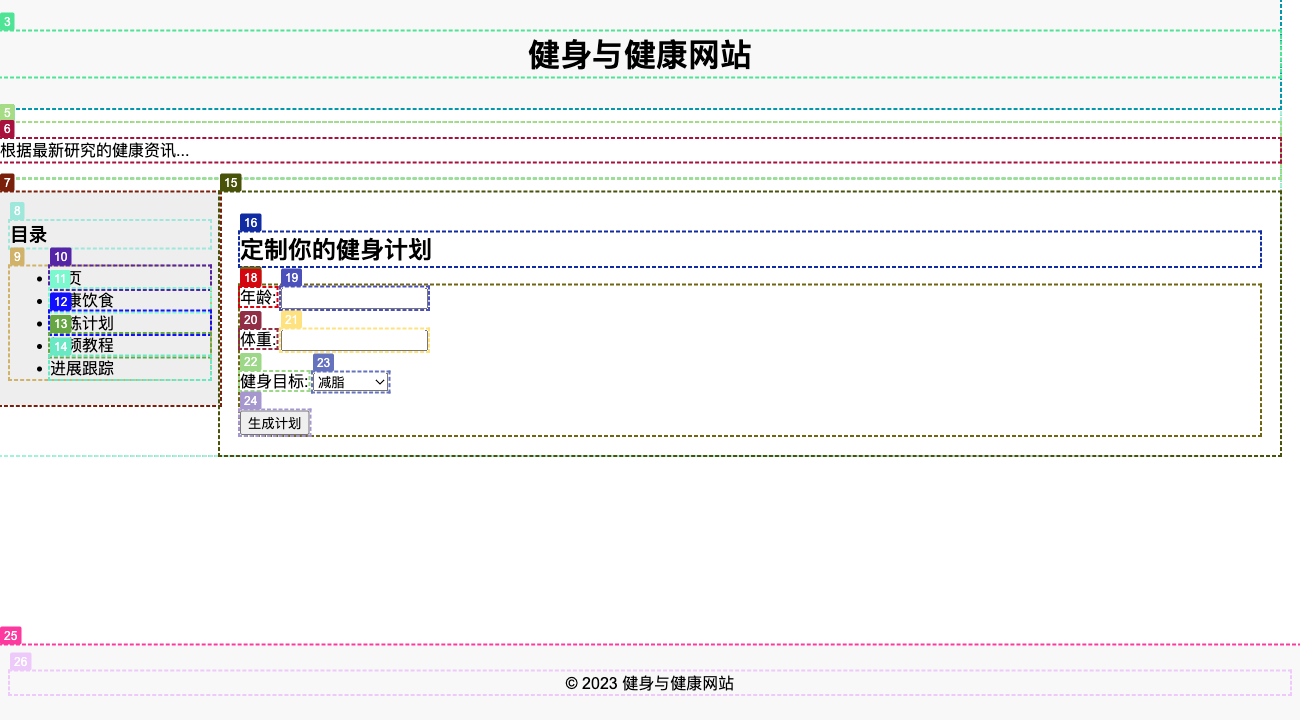 3
健身与健康网站
5
6
根据最新研究的健康资讯...
7
15
8
目录
9
10
11 页
12 康饮食
13 炼计划
14 频教程
进展跟踪
16
定制你的健身计划
18 19
年龄:
20 21
体重:
22 23
健身目标: 减脂
24
生成计划
25
26
© 2023 健身与健康网站